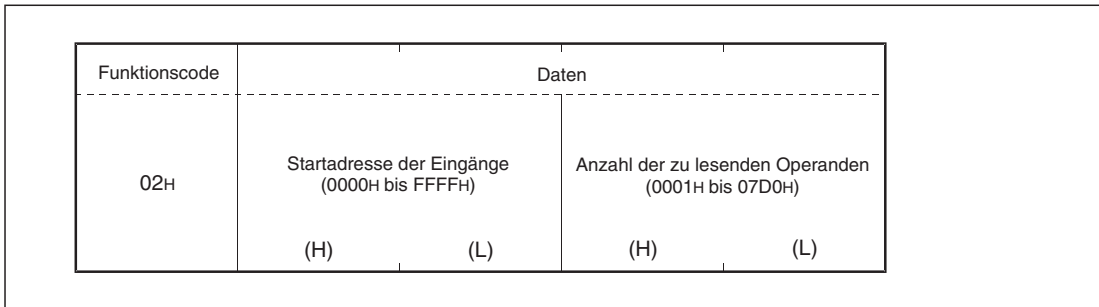 Funktionscode
Daten
02H
Startadresse der Eingänge
(0000H bis FFFFH)
(H)
(L)
Anzahl der zu lesenden Operanden
(0001H bis 07D0H)
(H)
(L)